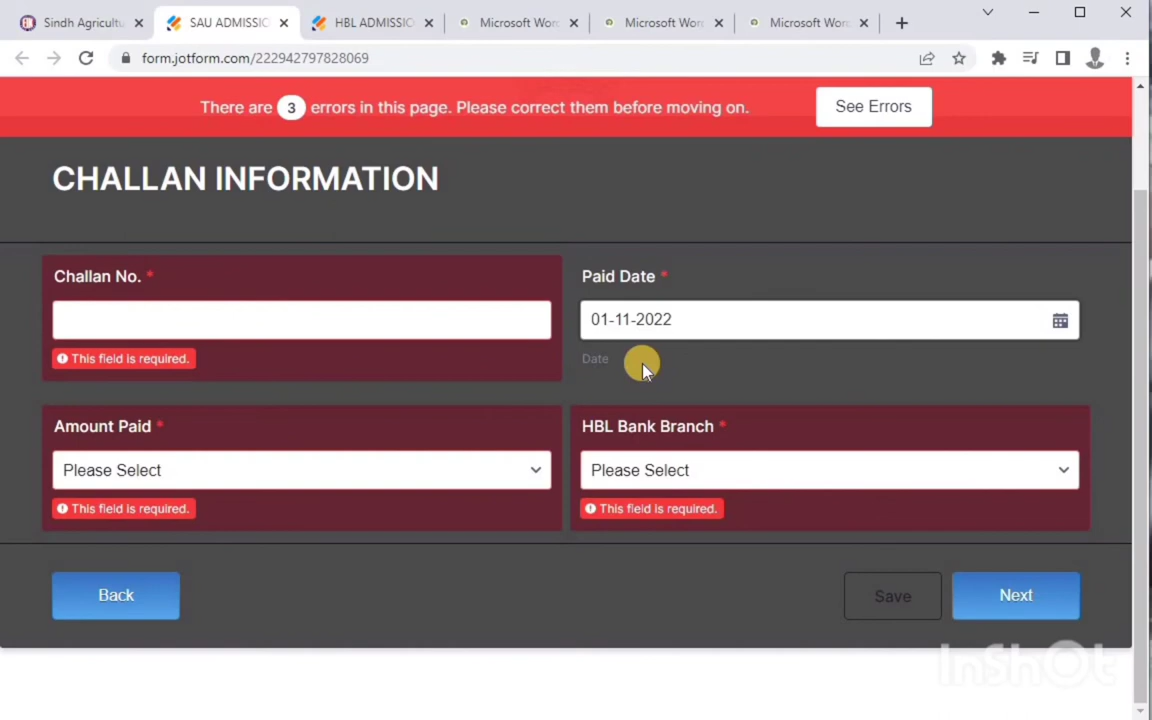 Sindh Agricultu
SAU ADMISSIO
HBL ADMISSIO
Microsoft Word
Microsoft Word
Microsoft Word
form.jotform.com/222942797828069
There are 3 errors in this page. Please correct them before moving on.
See Errors
CHALLAN INFORMATION
Challan No. *
Paid Date *
01-11-2022
This field is required.
Date
Amount Paid *
HBL Bank Branch *
Please Select
Please Select
This field is required.
This field is required.
Back
Save
Next
InShOt